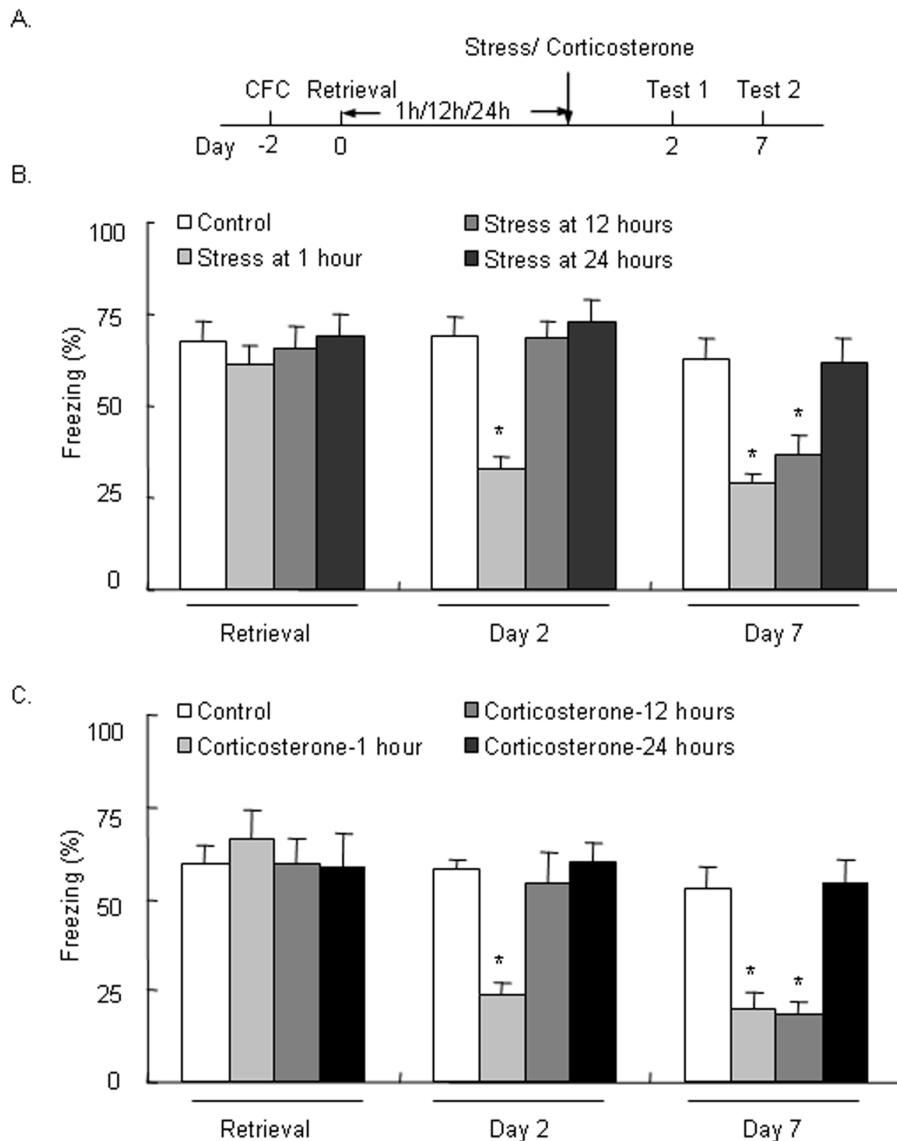 A.
Stress/ Corticosterone
CFC Retrieval 1h/12h/24h Test 1 Test 2
Day -2 0 2 7
B.
100
75
50
25
0
Freezing (%)
Control
Stress at 1 hour
Stress at 12 hours
Stress at 24 hours
*
*
*
Retrieval Day 2 Day 7
C.
100
75
50
25
0
Freezing (%)
Control
Corticosterone-1 hour
Corticosterone-12 hours
Corticosterone-24 hours
*
*
*
Retrieval Day 2 Day 7